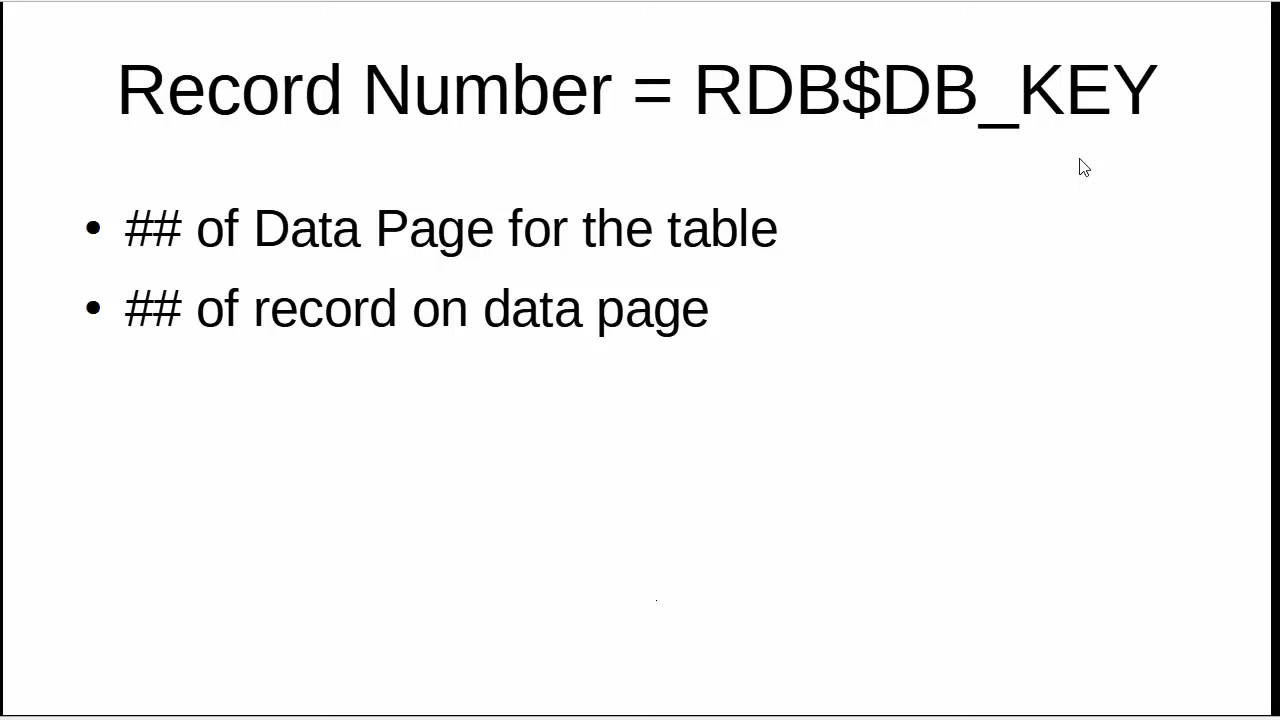 Record Number = RDB$DB_KEY
• ## of Data Page for the table
• ## of record on data page